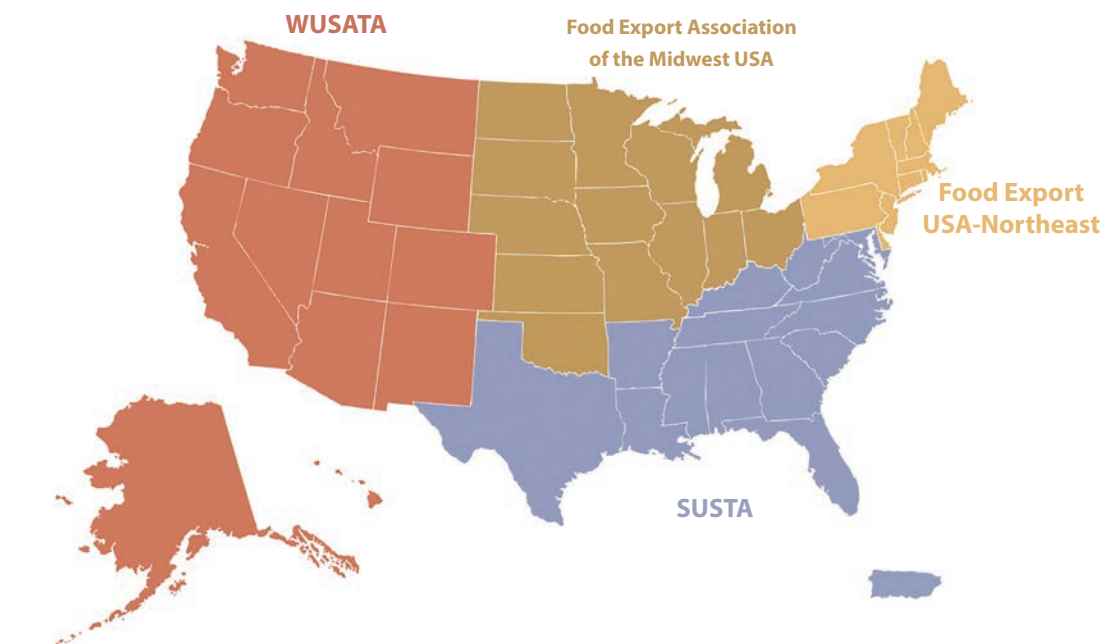 WUSATA
Food Export Association
of the Midwest USA
Food Export
USA-Northeast
SUSTA